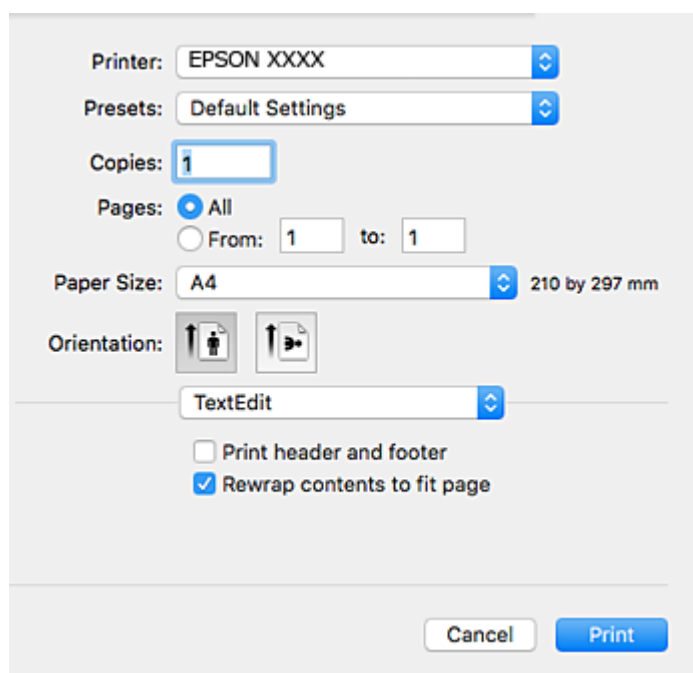 Printer: EPSON XXXX
Presets: Default Settings
Copies: 1
Pages: All
From: 1 to: 1
Paper Size: A4 210 by 297 mm
Orientation:
TextEdit
Print header and footer
Rewrap contents to fit page
Cancel Print